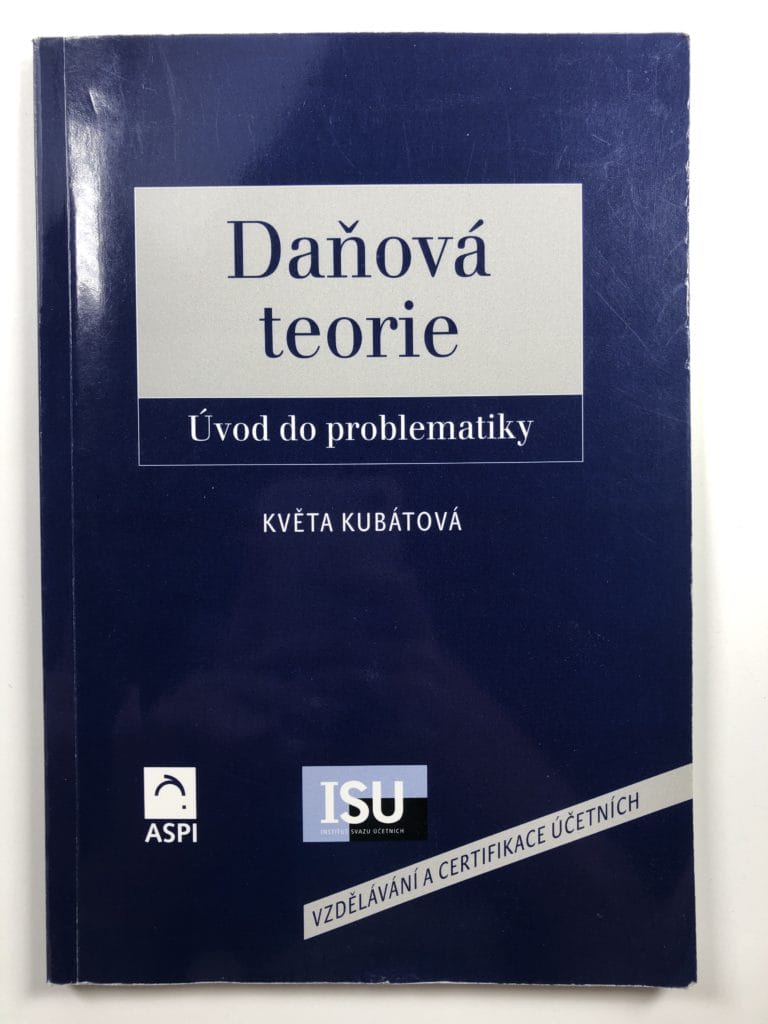 Daňová
teorie
Úvod do problematiky
KVĚTA KUBÁTOVÁ
ASPI
ISU
INSTITUT SVAZU ÚČETNÍCH
VZDĚLÁVÁNÍ A CERTIFIKACE ÚČETNÍCH